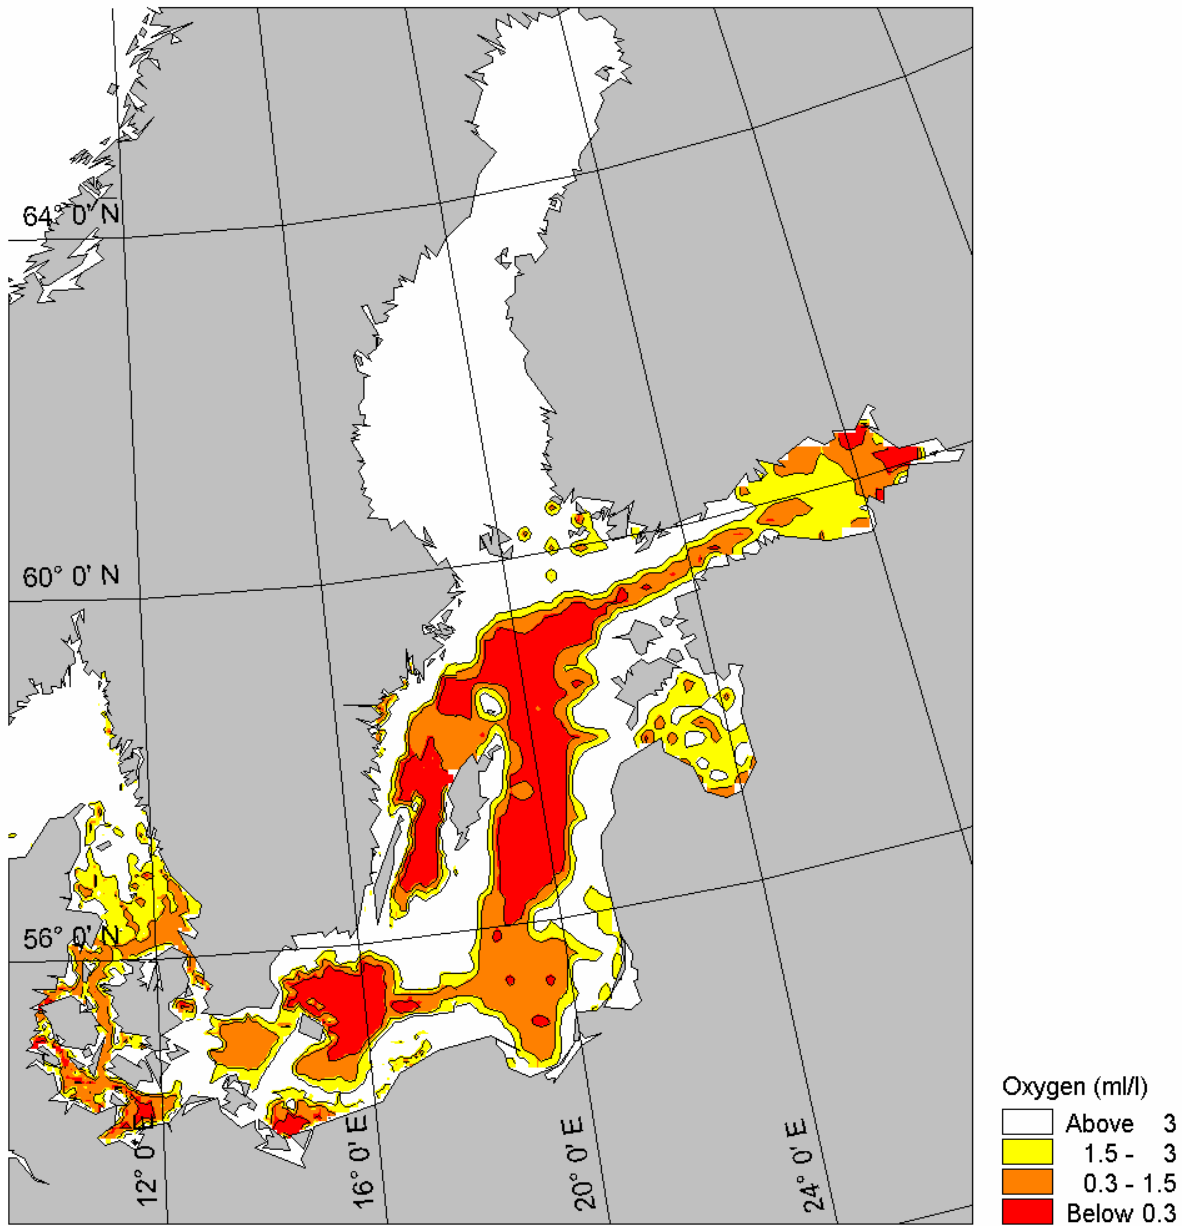 64° 0' N
60° 0' N
56° 0' N
12° 0' E
16° 0' E
20° 0' E
24° 0' E
Oxygen (ml/l)
Above 3
1.5 - 3
0.3 - 1.5
Below 0.3